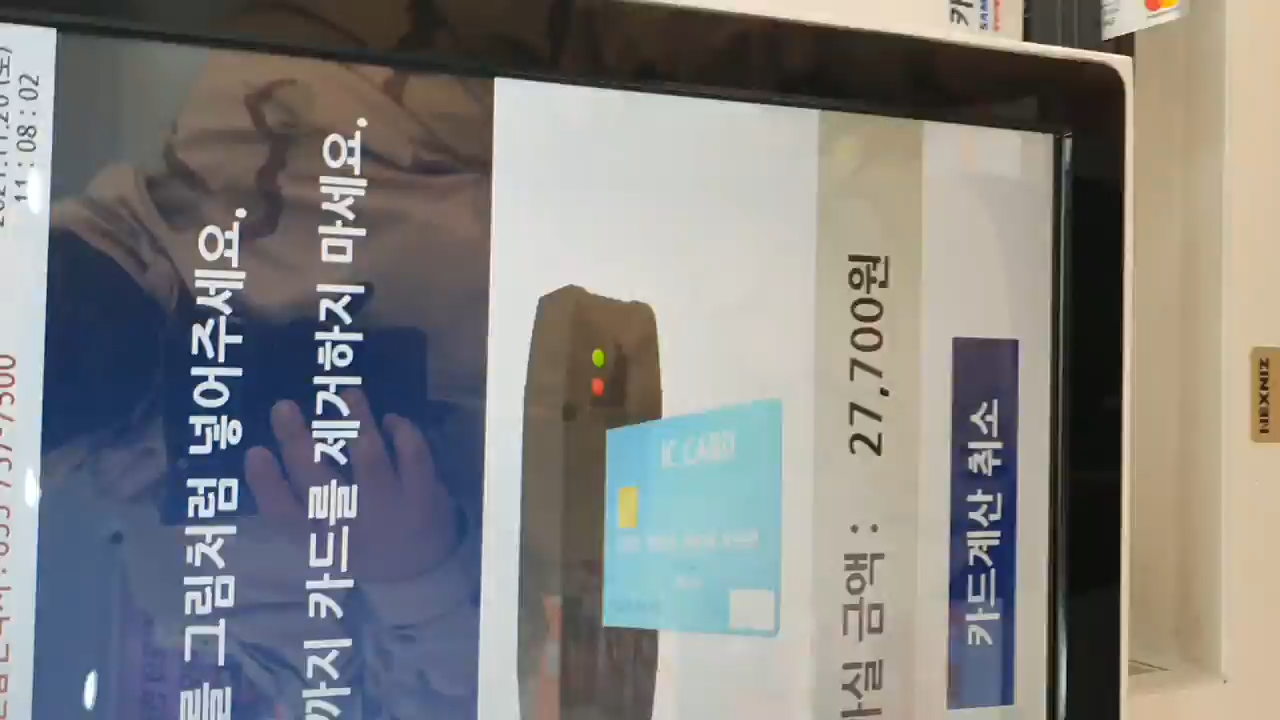 11:08:02
를 그림처럼 넣어주세요.
까지 카드를 제거하지 마세요.
IC CARD
금액 : 27,700원
카드계산 취소
NEXNIZ